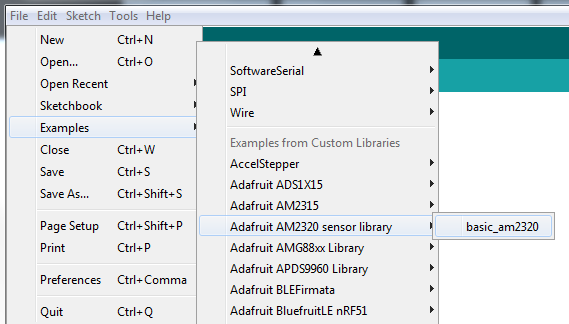 File Edit Sketch Tools Help
New Ctrl+N
Open... Ctrl+O
Open Recent
Sketchbook
Examples
Close Ctrl+W
Save Ctrl+S
Save As... Ctrl+Shift+S
Page Setup Ctrl+Shift+P
Print Ctrl+P
Preferences Ctrl+Comma
Quit Ctrl+Q
SoftwareSerial
SPI
Wire
Examples from Custom Libraries
AccelStepper
Adafruit ADS1X15
Adafruit AM2315
Adafruit AM2320 sensor library
Adafruit AMG88xx Library
Adafruit APDS9960 Library
Adafruit BLEFirmata
Adafruit BluefruitLE nRF51
basic_am2320